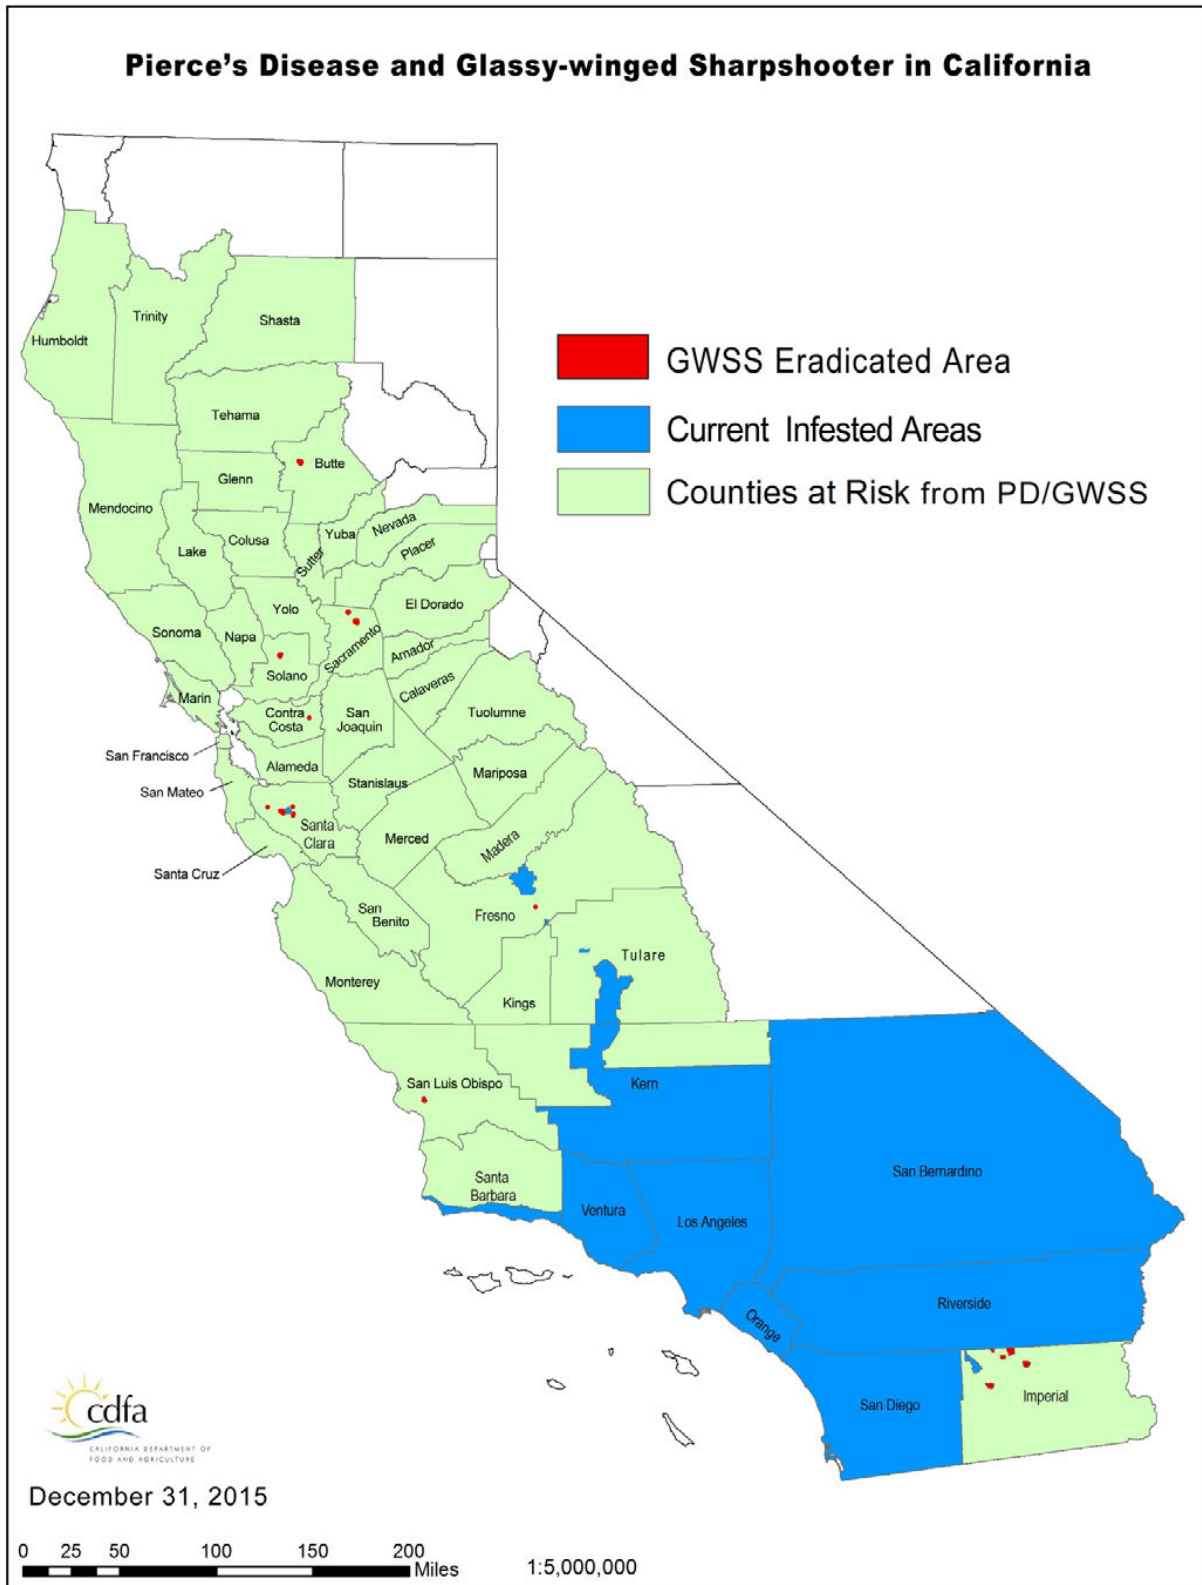 Pierce's Disease and Glassy-winged Sharpshooter in California
GWSS Eradicated Area
Current Infested Areas
Counties at Risk from PD/GWSS
Humboldt
Trinity
Shasta
Tehama
Butte
Glenn
Mendocino
Colusa
Lake
Sutter
Yuba
Nevada
Placer
Yolo
El Dorado
Sonoma
Napa
Sacramento
Amador
Solano
Calaveras
Marin
Contra
Costa
San
Joaquin
Tuolumne
San Francisco
Alameda
Stanislaus
Mariposa
San Mateo
Santa
Clara
Merced
Madera
Santa Cruz
San
Benito
Fresno
Tulare
Monterey
Kings
San Luis Obispo
Kern
Santa
Barbara
San Bernardino
Ventura
Los Angeles
Riverside
Orange
San Diego
Imperial
cdfa
CALIFORNIA DEPARTMENT OF
FOOD AND AGRICULTURE
December 31, 2015
0 25 50 100 150 200
Miles
1:5,000,000